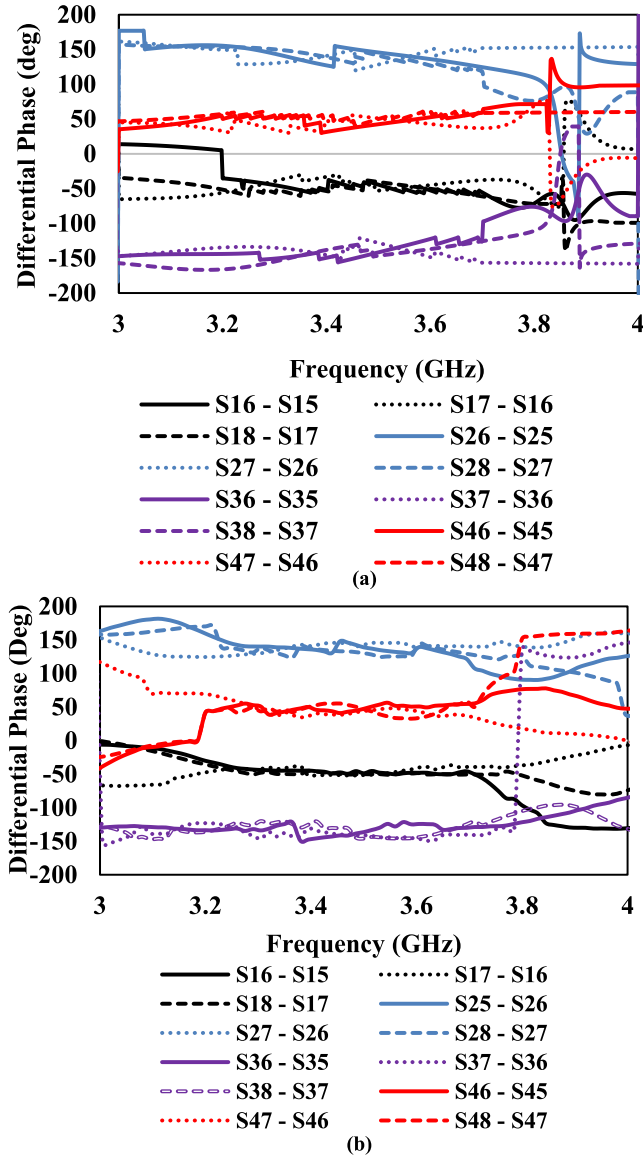 200
150
100
50
0
-50
-100
-150
-200
Differential Phase (deg)
3 3.2 3.4 3.6 3.8 4
Frequency (GHz)
S16 - S15 S17 - S16
S18 - S17 S26 - S25
S27 - S26 S28 - S27
S36 - S35 S37 - S36
S38 - S37 S46 - S45
S47 - S46 S48 - S47
(a)
200
150
100
50
0
-50
-100
-150
-200
Differential Phase (Deg)
3 3.2 3.4 3.6 3.8 4
Frequency (GHz)
S16 - S15 S17 - S16
S18 - S17 S25 - S26
S27 - S26 S28 - S27
S36 - S35 S37 - S36
S38 - S37 S46 - S45
S47 - S46 S48 - S47
(b)